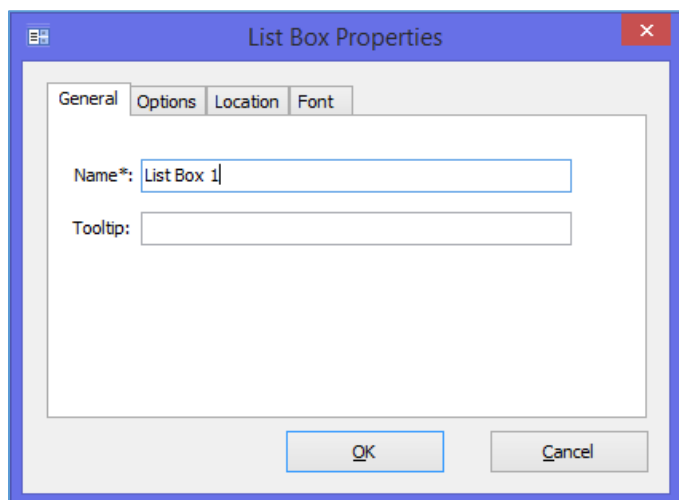 List Box Properties
General Options Location Font
Name*: List Box 1
Tooltip:
OK Cancel